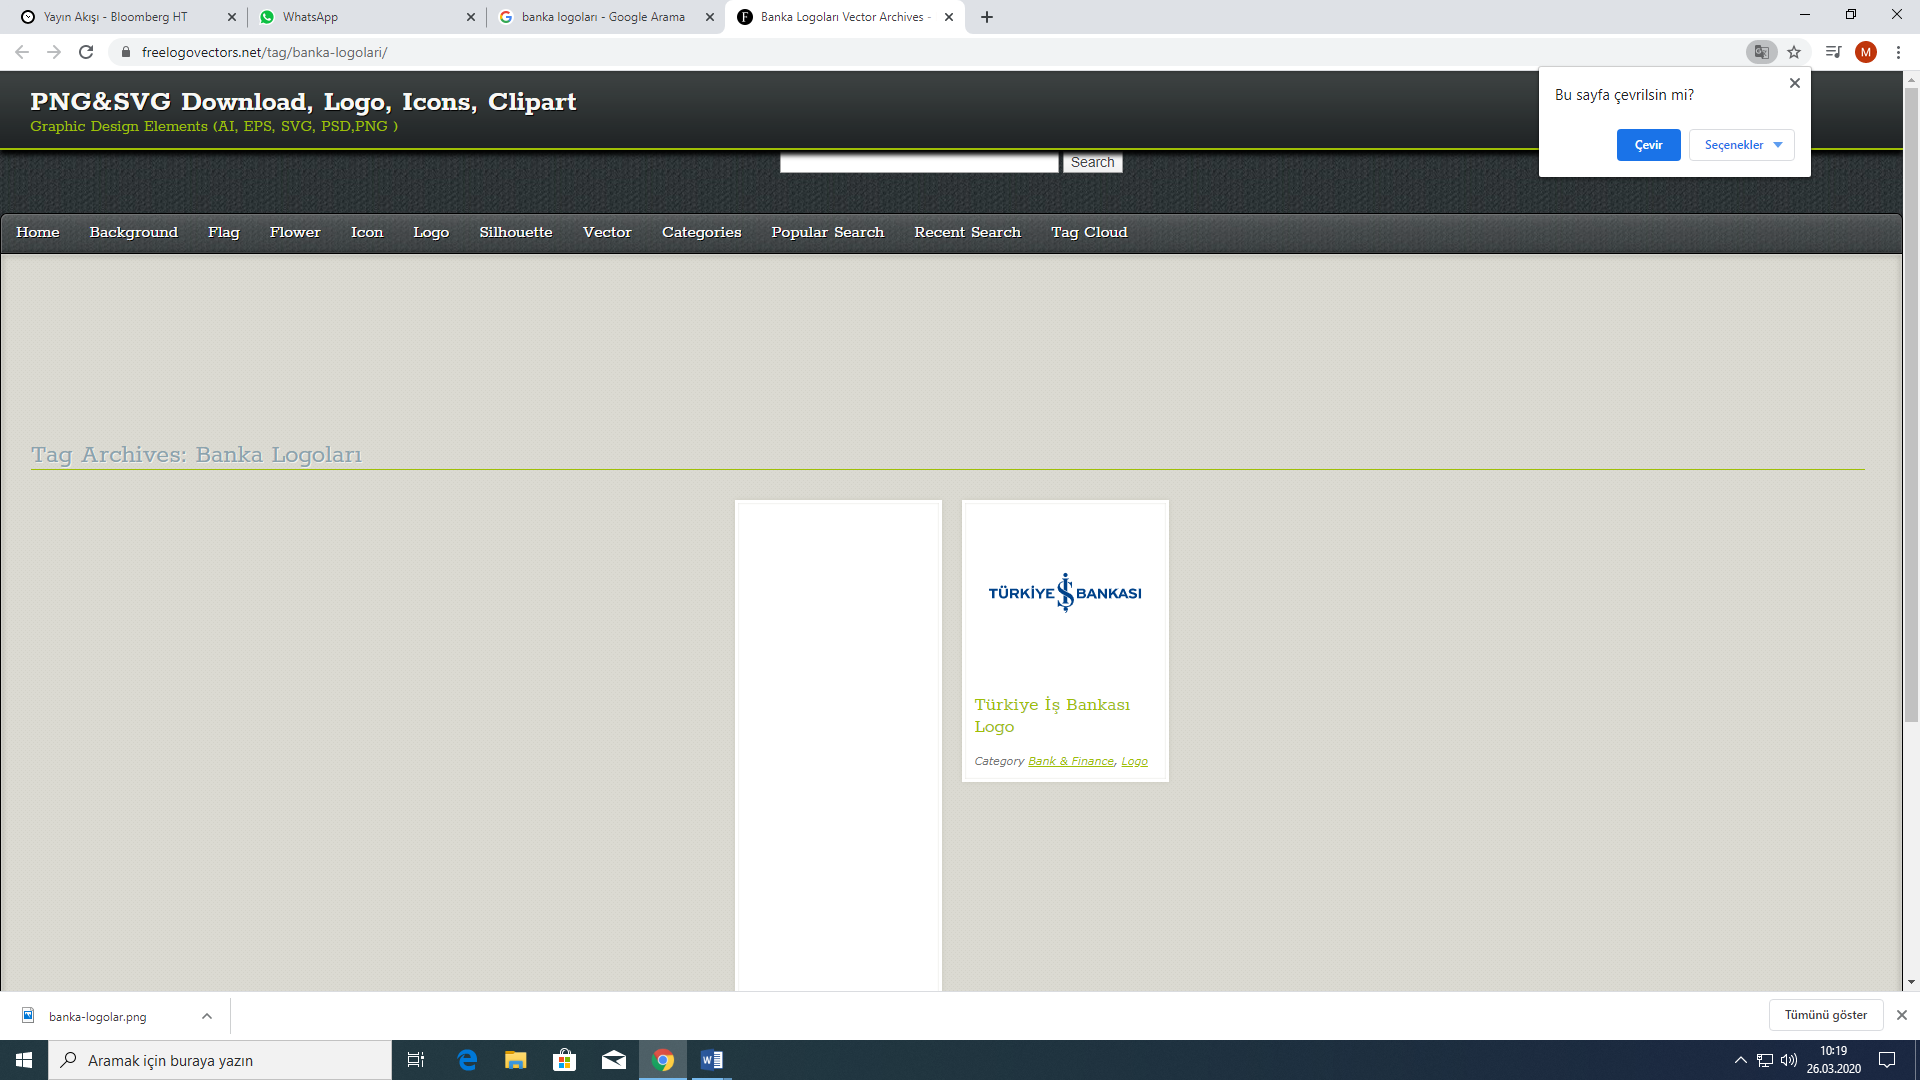 Yayın Akışı - Bloomberg HT
WhatsApp
banka logoları - Google Arama
Banka Logoları Vector Archives -
freelogovectors.net/tag/banka-logolari/
M
Bu sayfa çevrilsin mi?
Çevir
Seçenekler
PNG&SVG Download, Logo, Icons, Clipart
Graphic Design Elements (AI, EPS, SVG, PSD,PNG )
Search
Home Background Flag Flower Icon Logo Silhouette Vector Categories Popular Search Recent Search Tag Cloud
Tag Archives: Banka Logoları
TÜRKİYE İŞ BANKASI
Türkiye İş Bankası
Logo
Category Bank & Finance, Logo
banka-logolar.png
Tümünü göster
Aramak için buraya yazın
10:19
26.03.2020